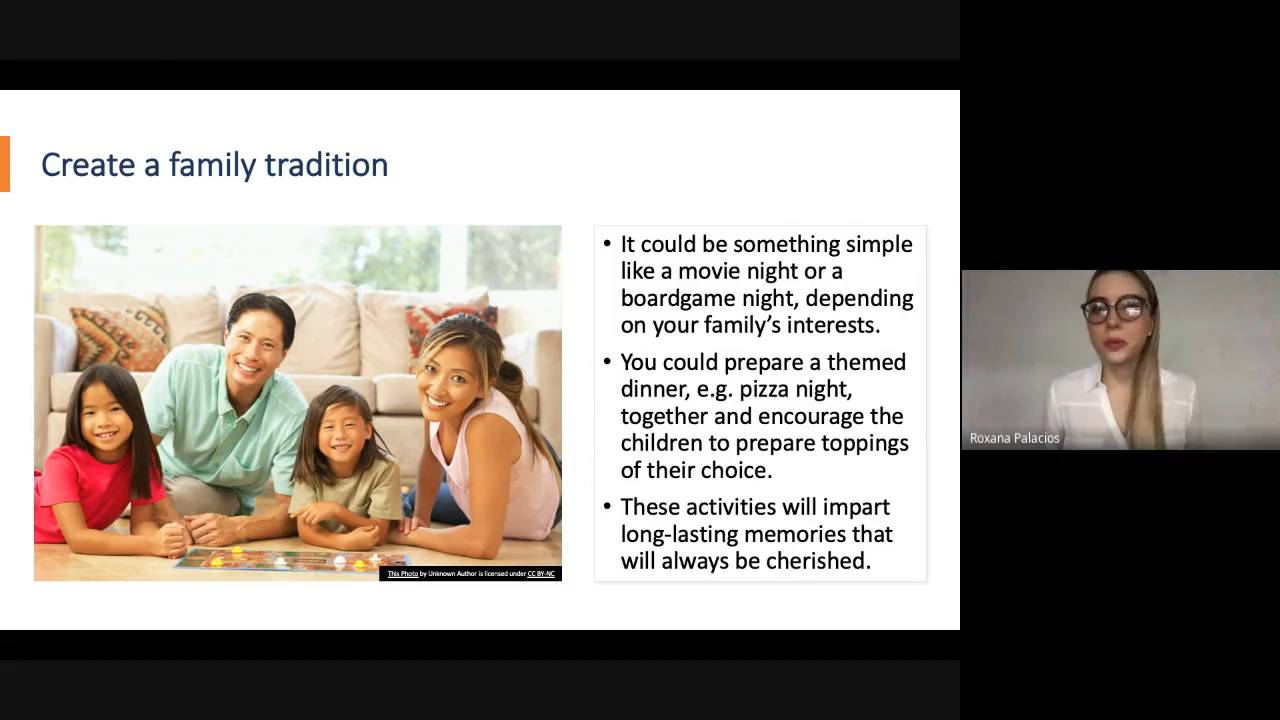 Create a family tradition
• It could be something simple
like a movie night or a
boardgame night, depending
on your family’s interests.
• You could prepare a themed
dinner, e.g. pizza night,
together and encourage the
children to prepare toppings
of their choice.
• These activities will impart
long-lasting memories that
will always be cherished.
This Photo by Unknown Author is licensed under CC BY-NC
Roxana Palacios